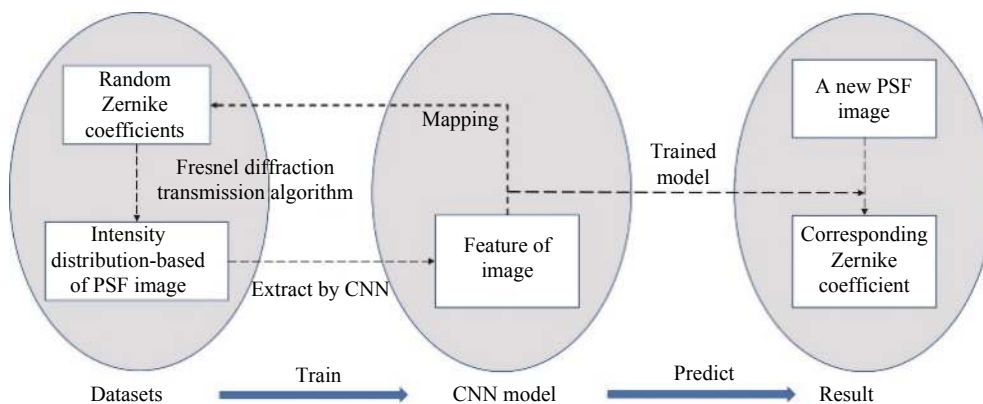 Random
Zernike
coefficients
Fresnel diffraction
transmission algorithm
Intensity
distribution-based
of PSF image
Extract by CNN
Mapping
Feature of
image
Trained
model
A new PSF
image
Corresponding
Zernike
coefficient
Datasets
Train
CNN model
Predict
Result